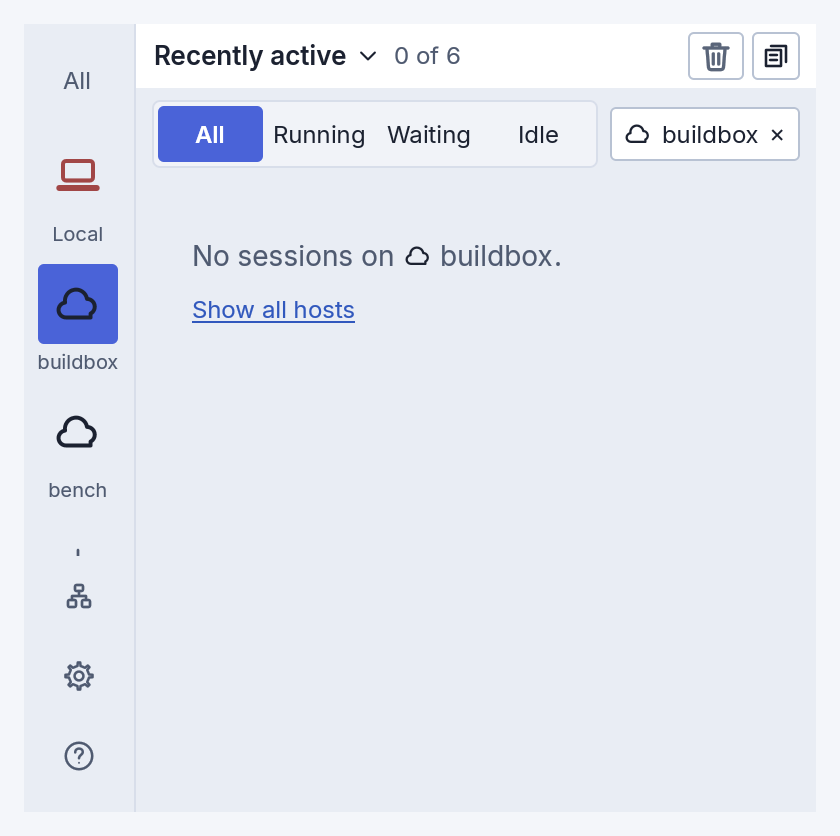 All
Local
buildbox
bench
Recently active 0 of 6
All Running Waiting Idle buildbox ×
No sessions on buildbox.
Show all hosts